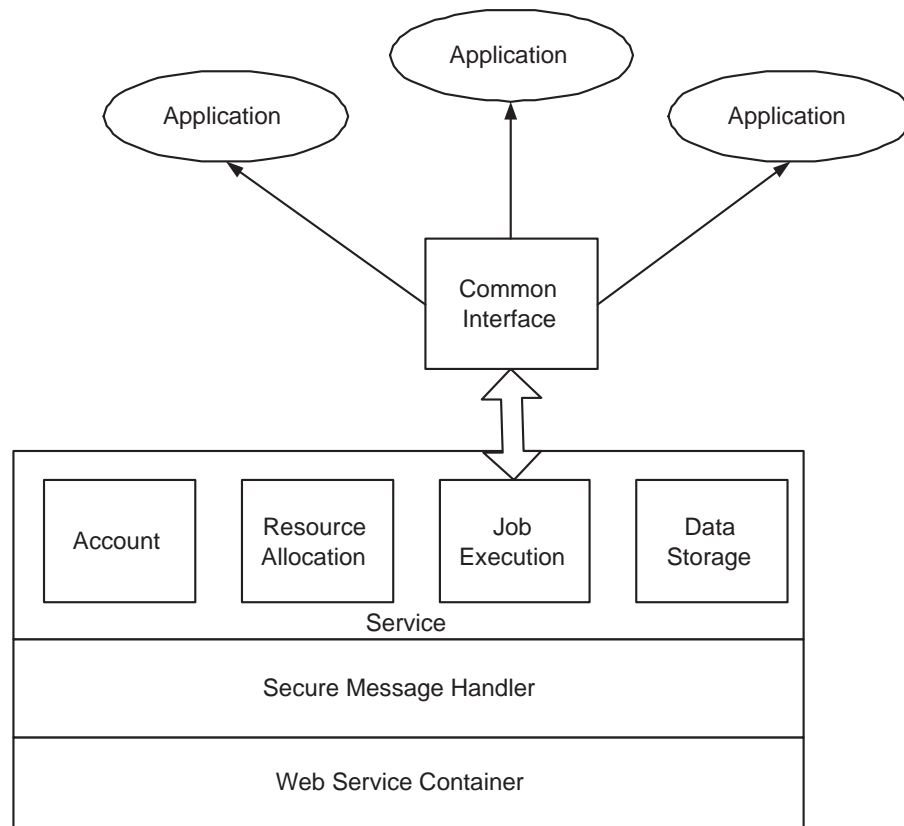 Application
Application
Application
Common
Interface
Account
Resource
Allocation
Job
Execution
Data
Storage
Service
Secure Message Handler
Web Service Container